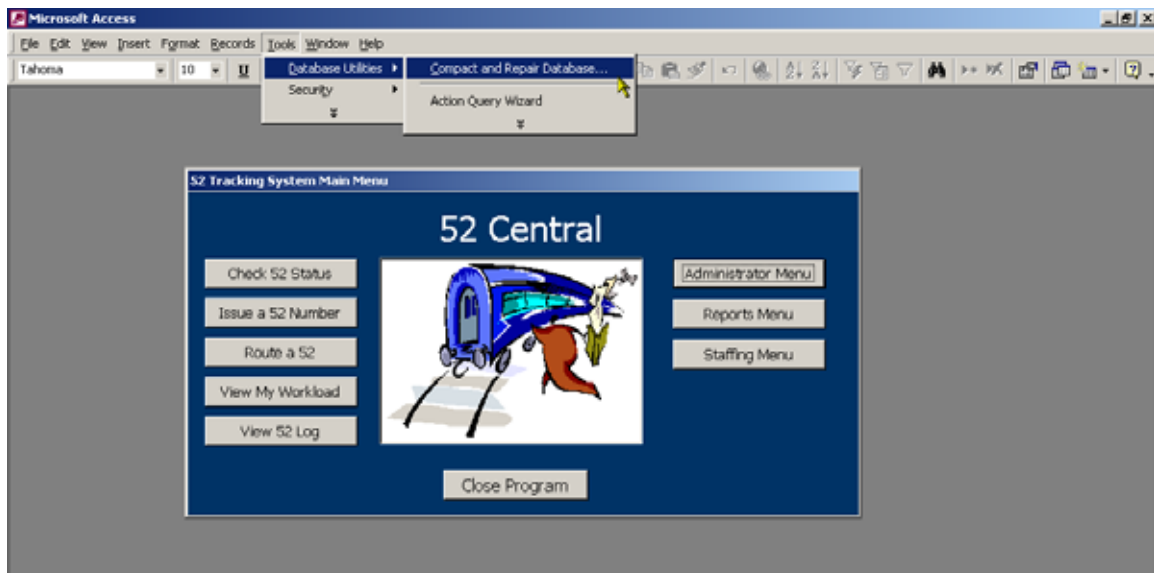 Microsoft Access
File Edit View Insert Format Records Tools Window Help
Tahoma 10 U
Database Utilities
Compact and Repair Database...
Security
Action Query Wizard
52 Tracking System Main Menu
52 Central
Check 52 Status
Administrator Menu
Issue a 52 Number
Reports Menu
Route a 52
Staffing Menu
View My Workload
View 52 Log
Close Program